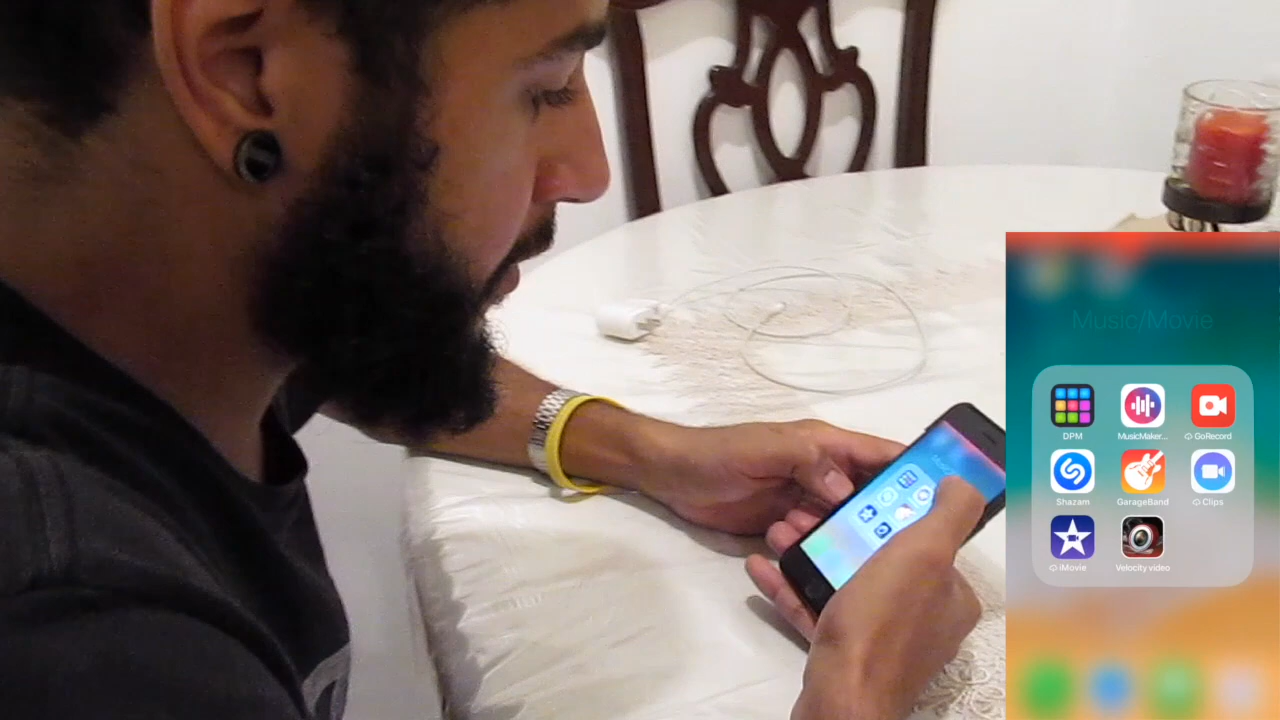 Music/Movie
DPM
MusicMaker...
GoRecord
Shazam
GarageBand
Clips
iMovie
Velocity video